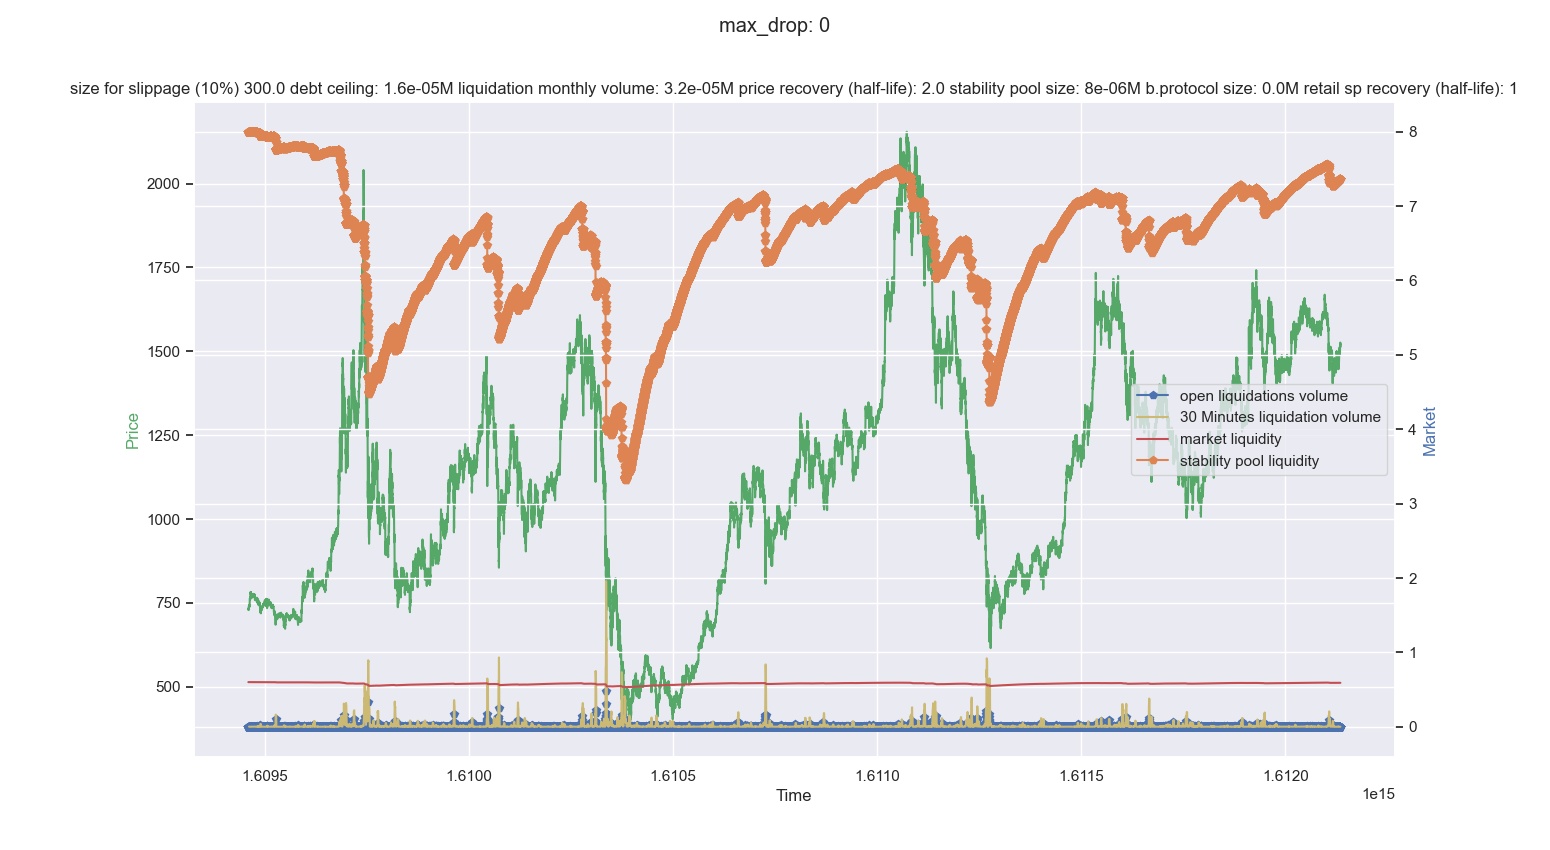 max_drop: 0
size for slippage (10%) 300.0 debt ceiling: 1.6e-05M liquidation monthly volume: 3.2e-05M price recovery (half-life): 2.0 stability pool size: 8e-06M b.protocol size: 0.0M retail sp recovery (half-life): 1
8
2000
7
1750
6
1500
5
open liquidations volume
30 Minutes liquidation volume
market liquidity
stability pool liquidity
Price
Market
1250
4
1000
3
750
2
500
1
0
1.6095
1.6100
1.6105
1.6110
1.6115
1.6120
Time
1e15